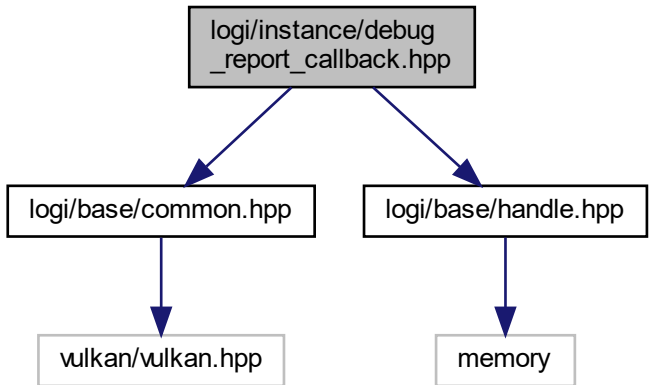 logi/instance/debug
_report_callback.hpp
logi/base/common.hpp
logi/base/handle.hpp
vulkan/vulkan.hpp
memory